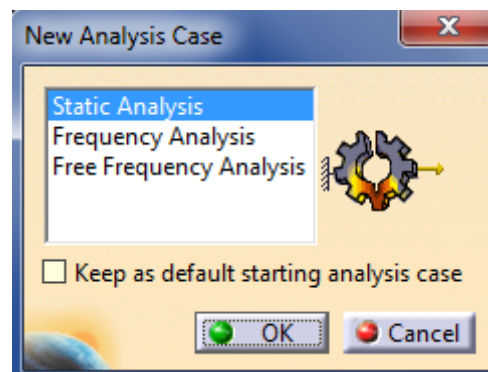 New Analysis Case
Static Analysis
Frequency Analysis
Free Frequency Analysis
Keep as default starting analysis case
OK
Cancel